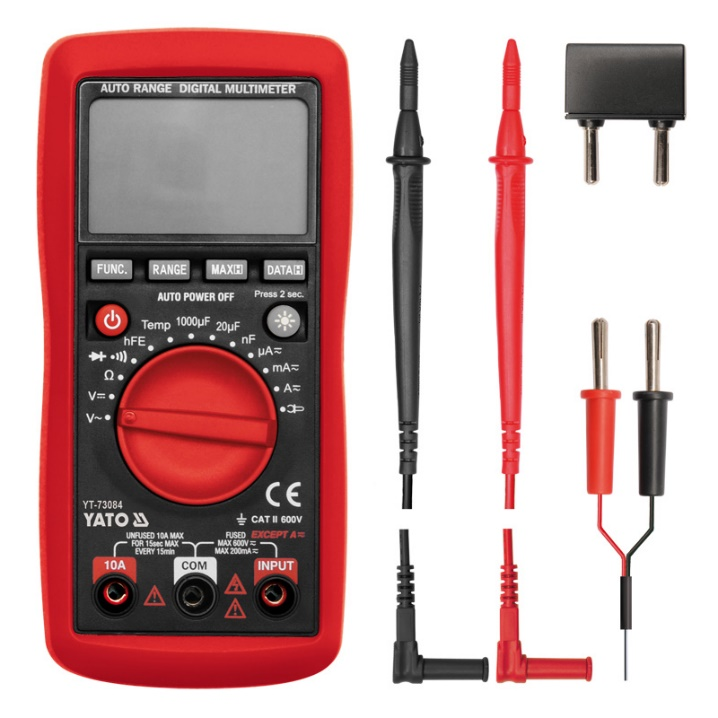 AUTO RANGE DIGITAL MULTIMETER
FUNC. RANGE MAXH DATAH
AUTO POWER OFF Press 2 sec.
Temp 1000µF 20µF
hFE nF
µA
mA
Ω A
V
V~
CE
YT-73084
YATO CAT II 600V
UNFUSED 10A MAX FUSED EXCEPT A
FOR 15sec MAX MAX 600V
EVERY 15min MAX 200mA
10A COM INPUT